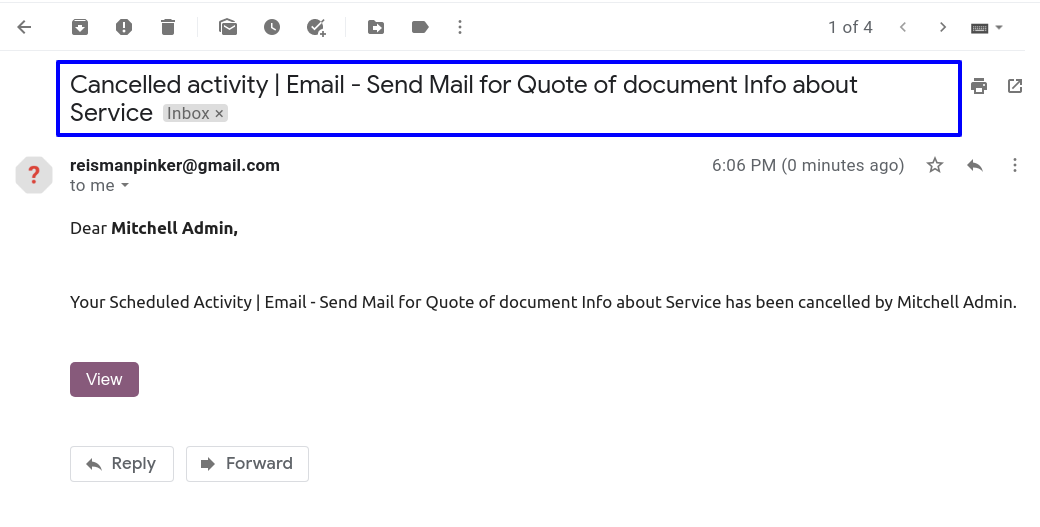 1 of 4
Cancelled activity | Email - Send Mail for Quote of document Info about
Service Inbox ×
reismanpinker@gmail.com 6:06 PM (0 minutes ago)
to me
Dear Mitchell Admin,
Your Scheduled Activity | Email - Send Mail for Quote of document Info about Service has been cancelled by Mitchell Admin.
View
Reply Forward